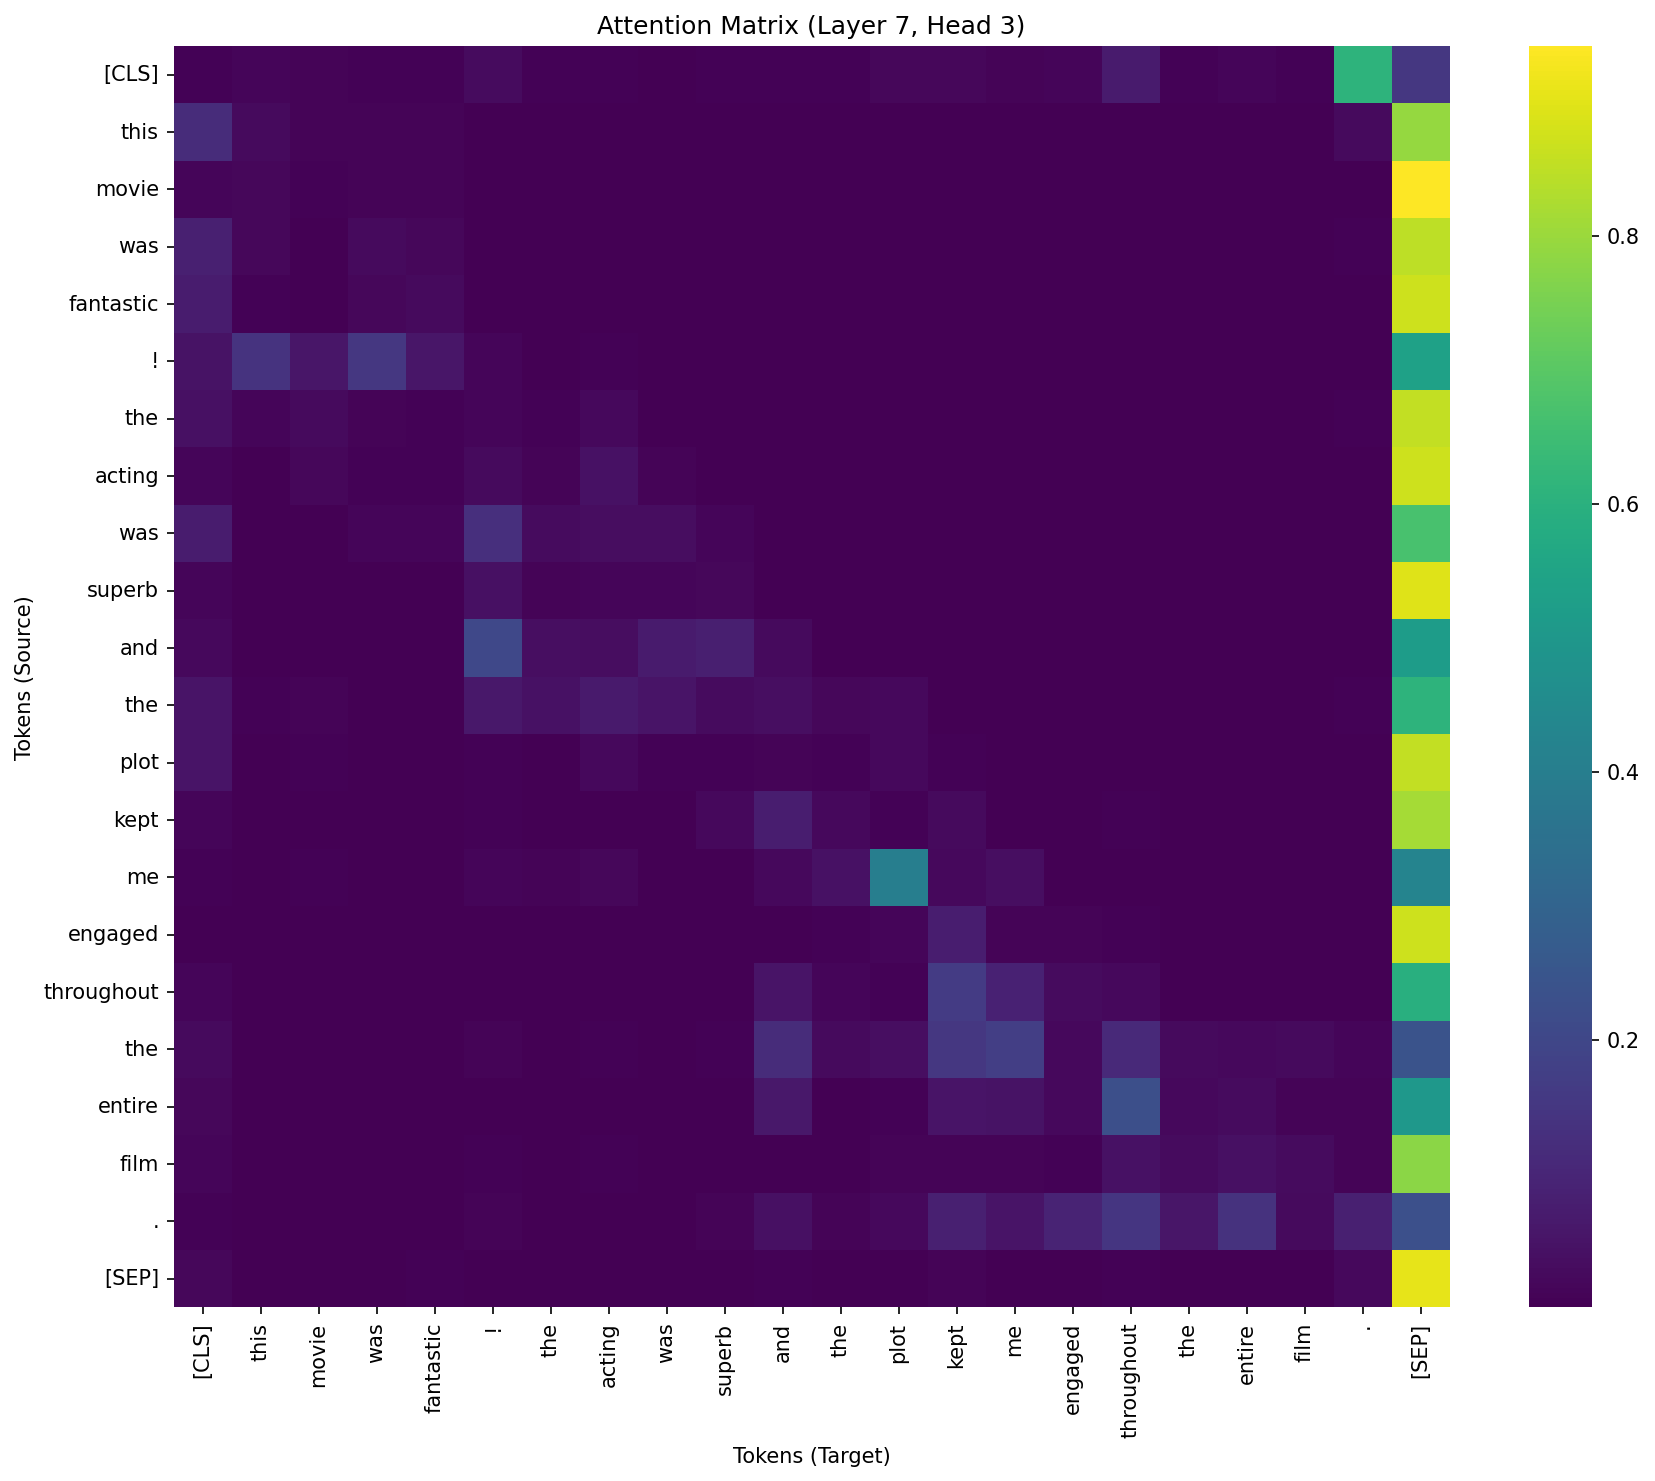 Attention Matrix (Layer 7, Head 3)
[CLS]
this
movie
was
fantastic
!
the
acting
was
superb
and
the
plot
kept
me
engaged
throughout
the
entire
film
.
[SEP]
Tokens (Source)
[CLS]
this
movie
was
fantastic
!
the
acting
was
superb
and
the
plot
kept
me
engaged
throughout
the
entire
film
.
[SEP]
Tokens (Target)
0.8
0.6
0.4
0.2